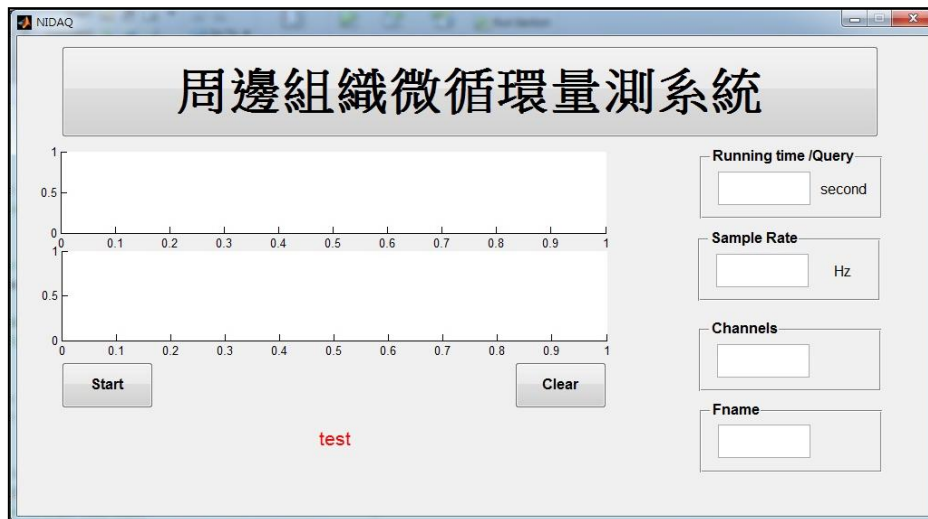 NIDAQ
周邊組織微循環量測系統
1
0.5
0
0 0.1 0.2 0.3 0.4 0.5 0.6 0.7 0.8 0.9 1
1
0.5
0
0 0.1 0.2 0.3 0.4 0.5 0.6 0.7 0.8 0.9 1
Start
Clear
test
Running time /Query
second
Sample Rate
Hz
Channels
Fname